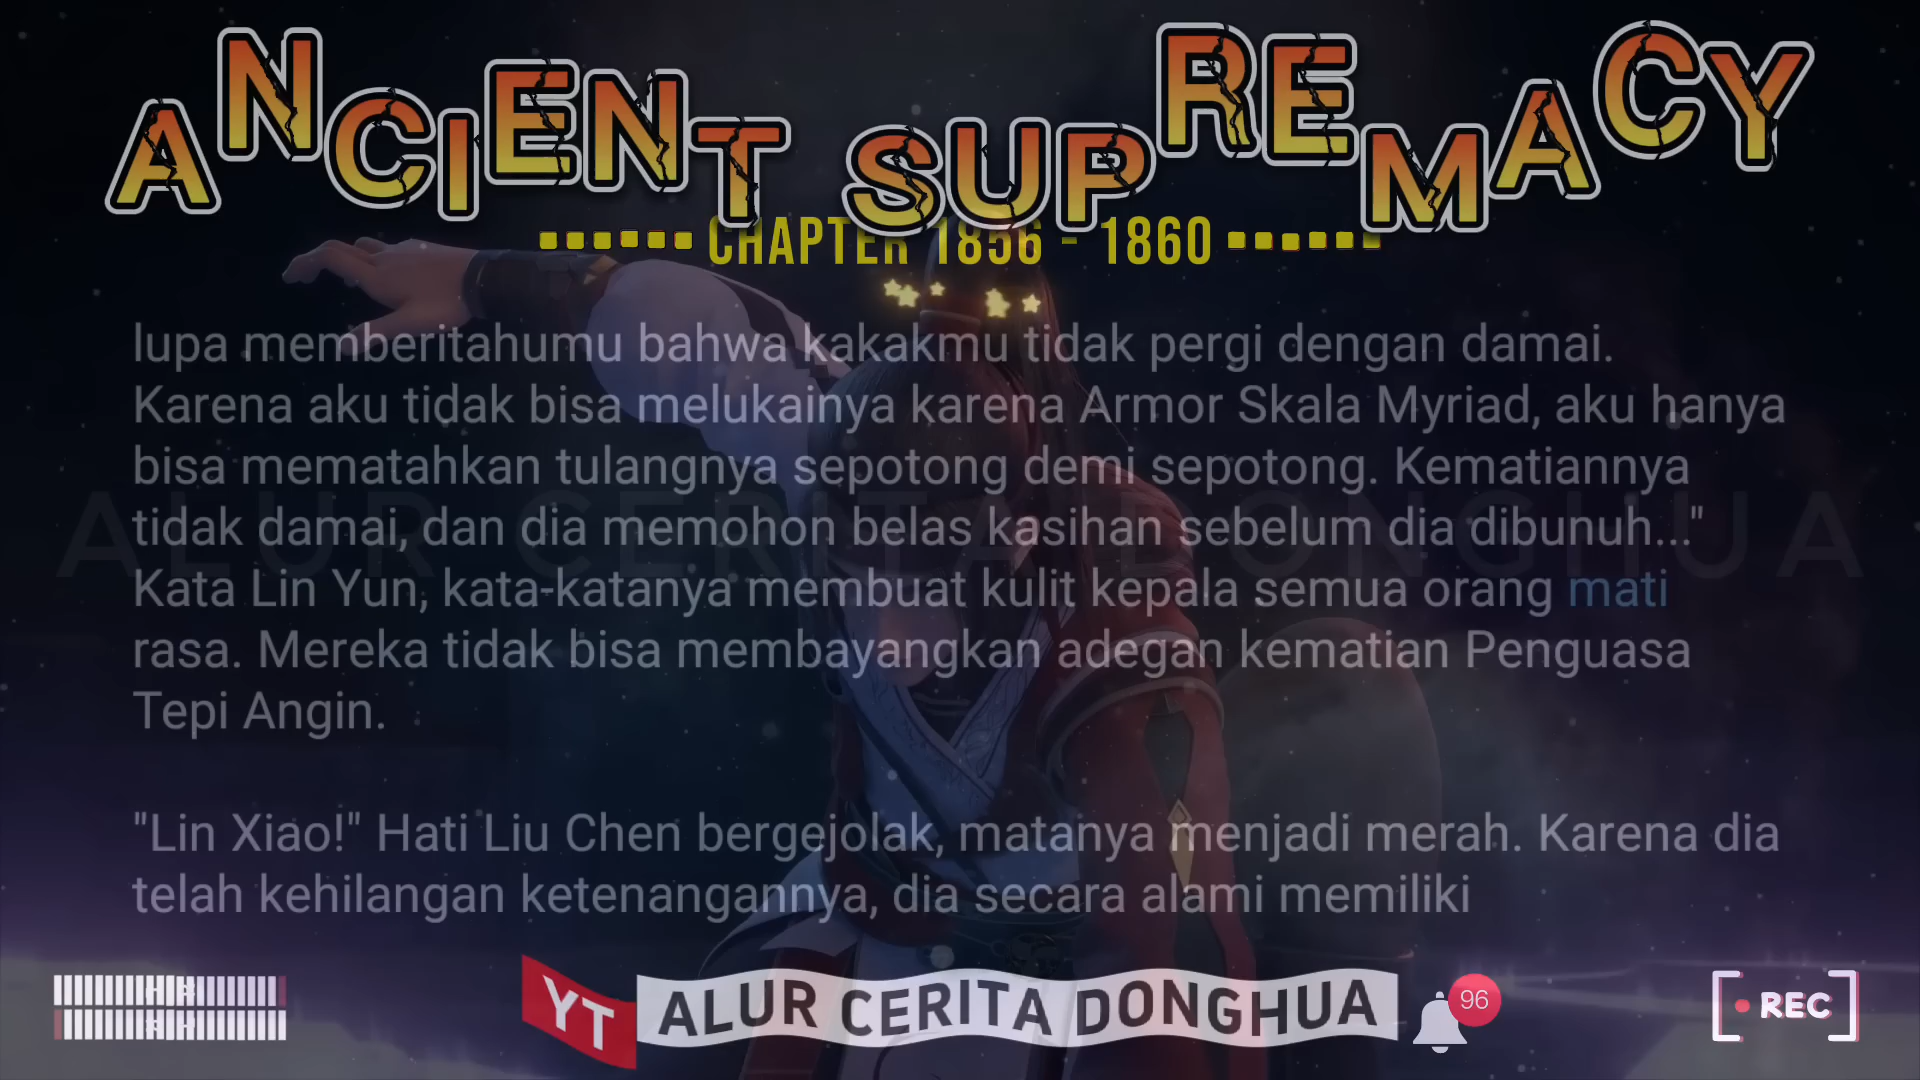 ANCIENT SUPREMACY
CHAPTER 1856 - 1860
lupa memberitahumu bahwa kakakmu tidak pergi dengan damai.
Karena aku tidak bisa melukainya karena Armor Skala Myriad, aku hanya
bisa mematahkan tulangnya sepotong demi sepotong. Kematiannya
tidak damai, dan dia memohon belas kasihan sebelum dia dibunuh..."
Kata Lin Yun, kata-katanya membuat kulit kepala semua orang mati
rasa. Mereka tidak bisa membayangkan adegan kematian Penguasa
Tepi Angin.
"Lin Xiao!" Hati Liu Chen bergejolak, matanya menjadi merah. Karena dia
telah kehilangan ketenangannya, dia secara alami memiliki
ALUR CERITA DONGHUA
YT ALUR CERITA DONGHUA
96
REC